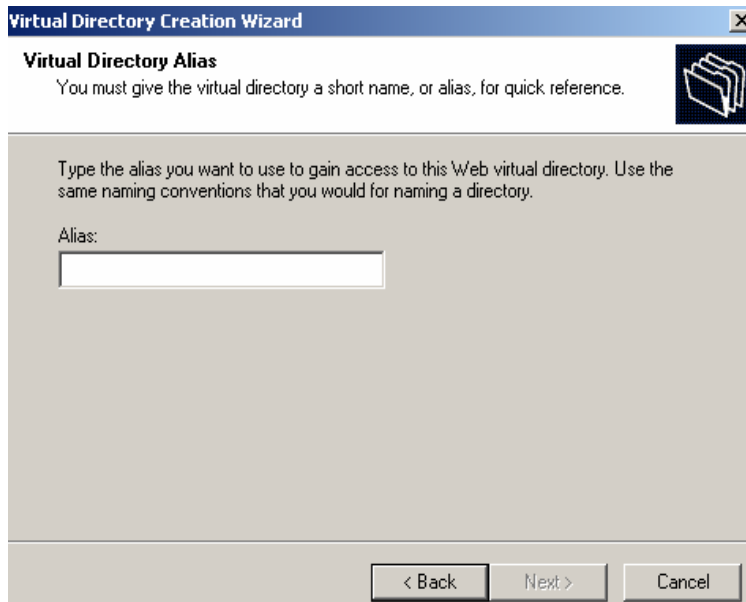 Virtual Directory Creation Wizard
Virtual Directory Alias
You must give the virtual directory a short name, or alias, for quick reference.
Type the alias you want to use to gain access to this Web virtual directory. Use the
same naming conventions that you would for naming a directory.
Alias:
< Back Next > Cancel